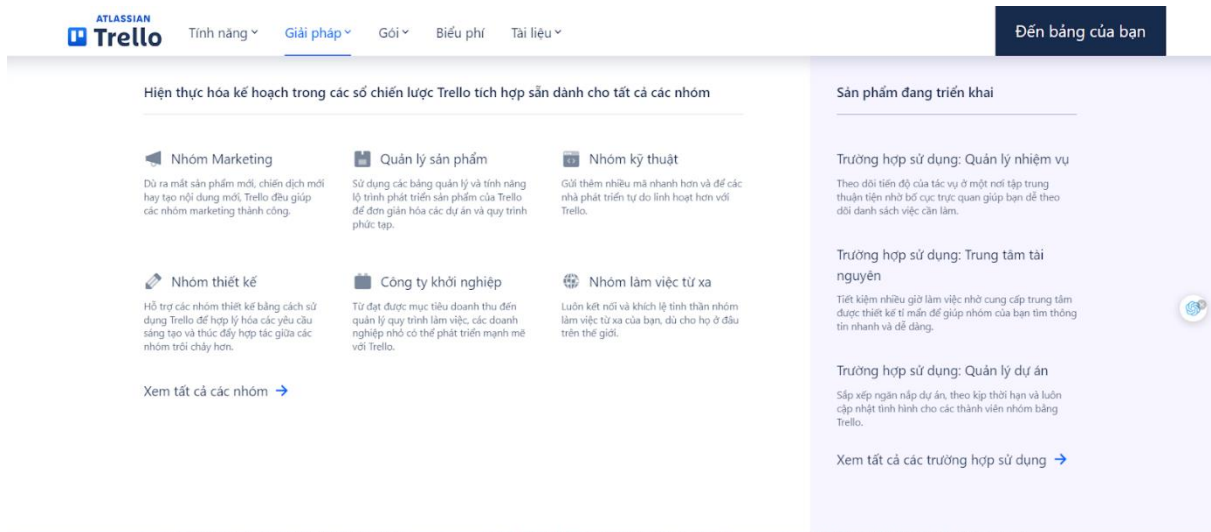 ATLASSIAN
Trello
Tính năng
Giải pháp
Gói
Biểu phí
Tài liệu
Đến bảng của bạn
Hiện thực hóa kế hoạch trong các sổ chiến lược Trello tích hợp sẵn dành cho tất cả các nhóm
Nhóm Marketing
Dù ra mắt sản phẩm mới, chiến dịch mới
hay tạo nội dung mới, Trello đều giúp
các nhóm marketing thành công.
Quản lý sản phẩm
Sử dụng các bảng quản lý và tính năng
lộ trình phát triển sản phẩm của Trello
để đơn giản hóa các dự án và quy trình
phức tạp.
Nhóm kỹ thuật
Gửi thêm nhiều mã nhanh hơn và để các
nhà phát triển tự do linh hoạt hơn với
Trello.
Nhóm thiết kế
Hỗ trợ các nhóm thiết kế bằng cách sử
dụng Trello để hợp lý hóa các yêu cầu
sáng tạo và thúc đẩy hợp tác giữa các
nhóm trôi chảy hơn.
Công ty khởi nghiệp
Từ đạt được mục tiêu doanh thu đến
quản lý quy trình làm việc, các doanh
nghiệp nhỏ có thể phát triển mạnh mẽ
với Trello.
Nhóm làm việc từ xa
Luôn kết nối và khích lệ tinh thần nhóm
làm việc từ xa của bạn, dù cho họ ở đâu
trên thế giới.
Xem tất cả các nhóm
Sản phẩm đang triển khai
Trường hợp sử dụng: Quản lý nhiệm vụ
Theo dõi tiến độ của tác vụ ở một nơi tập trung
thuận tiện nhờ bố cục trực quan giúp bạn dễ theo
dõi danh sách việc cần làm.
Trường hợp sử dụng: Trung tâm tài
nguyên
Tiết kiệm nhiều giờ làm việc nhờ cung cấp trung tâm
được thiết kế tỉ mẩn để giúp nhóm của bạn tìm thông
tin nhanh và dễ dàng.
Trường hợp sử dụng: Quản lý dự án
Sắp xếp ngăn nắp dự án, theo kịp thời hạn và luôn
cập nhật tình hình cho các thành viên nhóm bằng
Trello.
Xem tất cả các trường hợp sử dụng